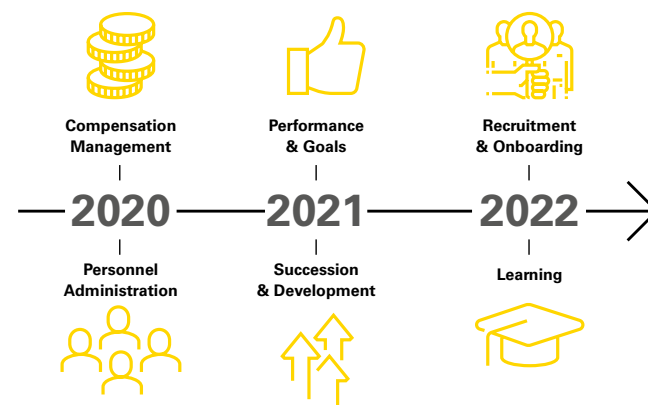 Compensation
Management
Performance
& Goals
Recruitment
& Onboarding
2020
2021
2022
Personnel
Administration
Succession
& Development
Learning